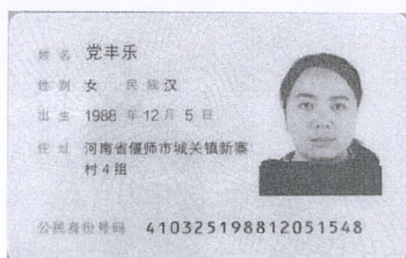 姓 名 党丰乐
性 别 女 民 族 汉
出 生 1988 年 12 月 5 日
住 址 河南省偃师市城关镇新寨
村 4 组
公民身份号码 410325198812051548